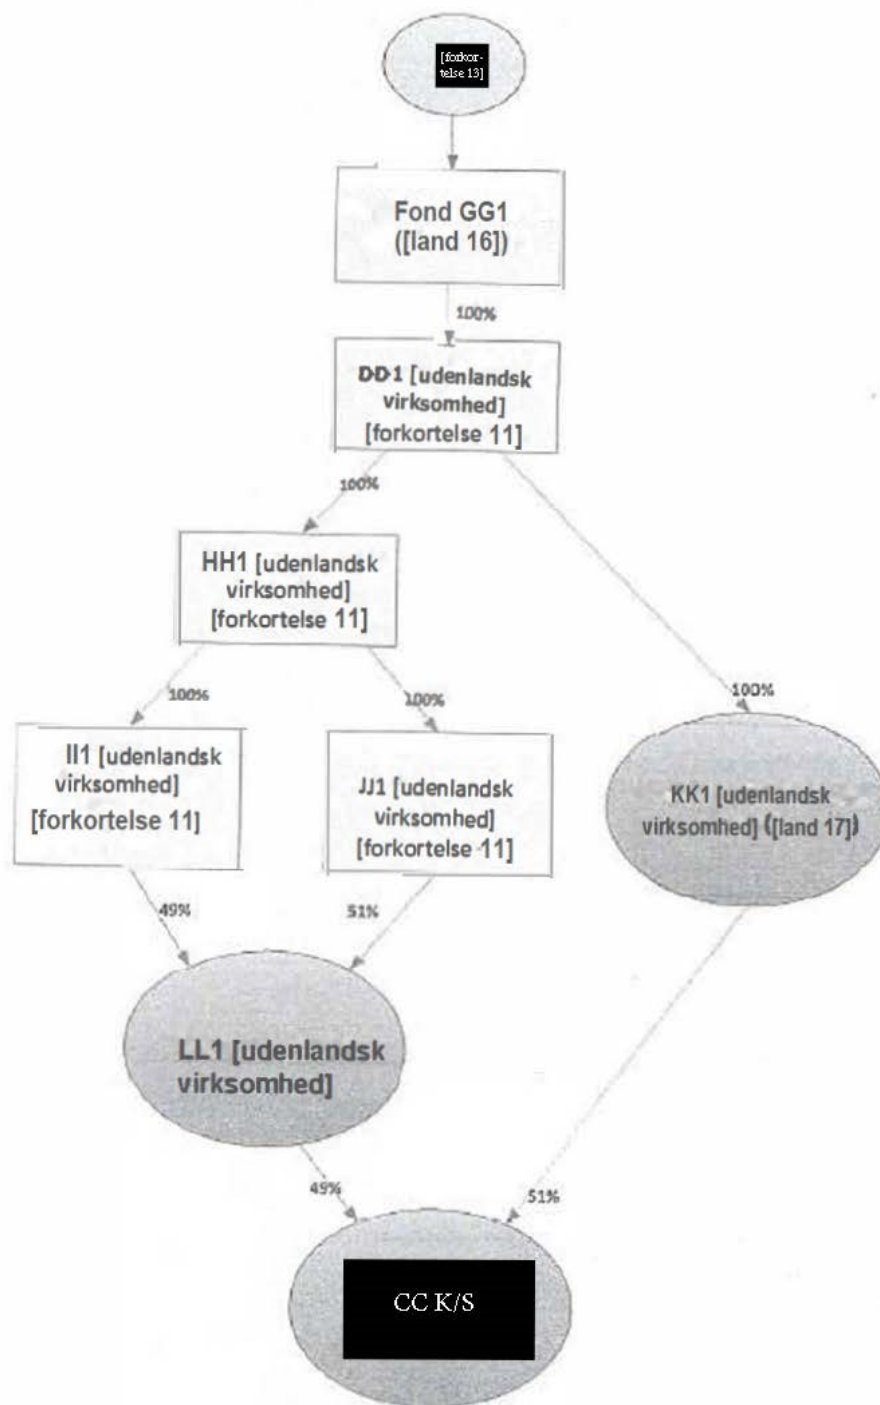 [forkor-
telse 13]
Fond GG1
([land 16])
100%
DD1 [udenlandsk
virksomhed]
[forkortelse 11]
100%
HH1 [udenlandsk
virksomhed]
[forkortelse 11]
100%
100%
100%
II1 [udenlandsk
virksomhed]
[forkortelse 11]
JJ1 [udenlandsk
virksomhed]
[forkortelse 11]
KK1 [udenlandsk
virksomhed] ([land 17])
49%
51%
LL1 [udenlandsk
virksomhed]
49%
51%
CC K/S